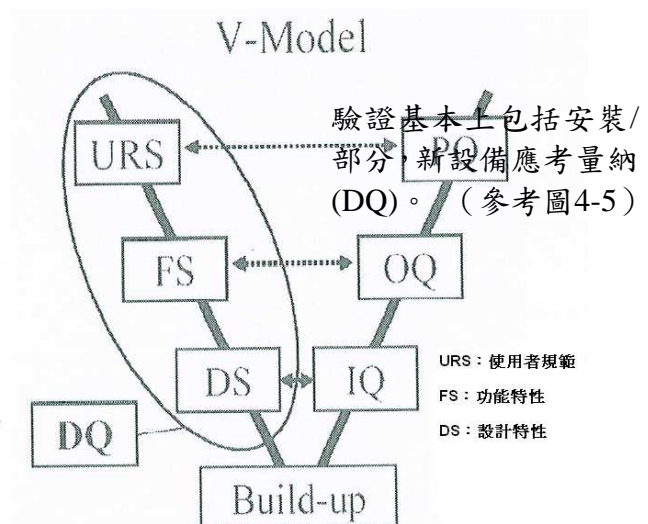 V-Model
驗證基本上包括安裝/
部分,新設備應考量納
(DQ)。 （參考圖4-5）
URS
PQ
FS
OQ
DS
IQ
URS：使用者規範
FS：功能特性
DS：設計特性
DQ
Build-up